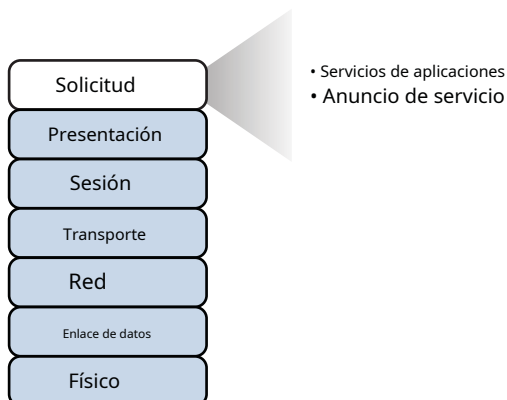 Solicitud
Presentación
Sesión
Transporte
Red
Enlace de datos
Físico
• Servicios de aplicaciones
• Anuncio de servicio